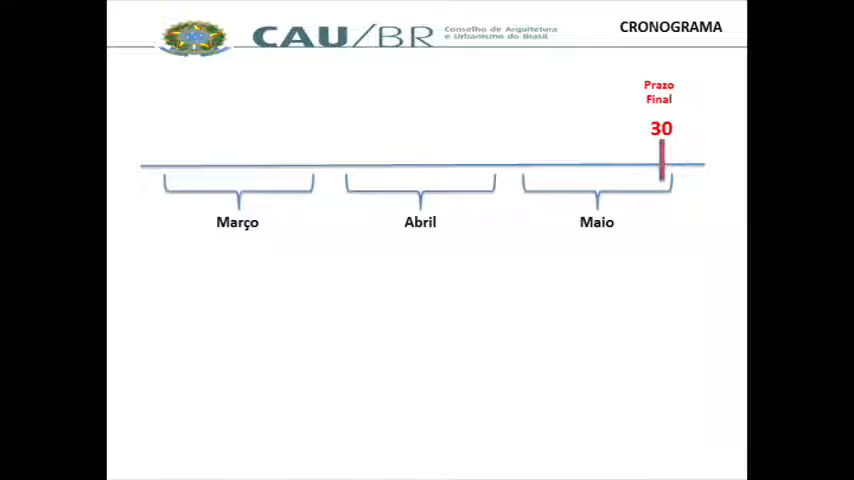 CAU/BR
Conselho de Arquitetura
e Urbanismo do Brasil
CRONOGRAMA
Prazo
Final
30
Março
Abril
Maio